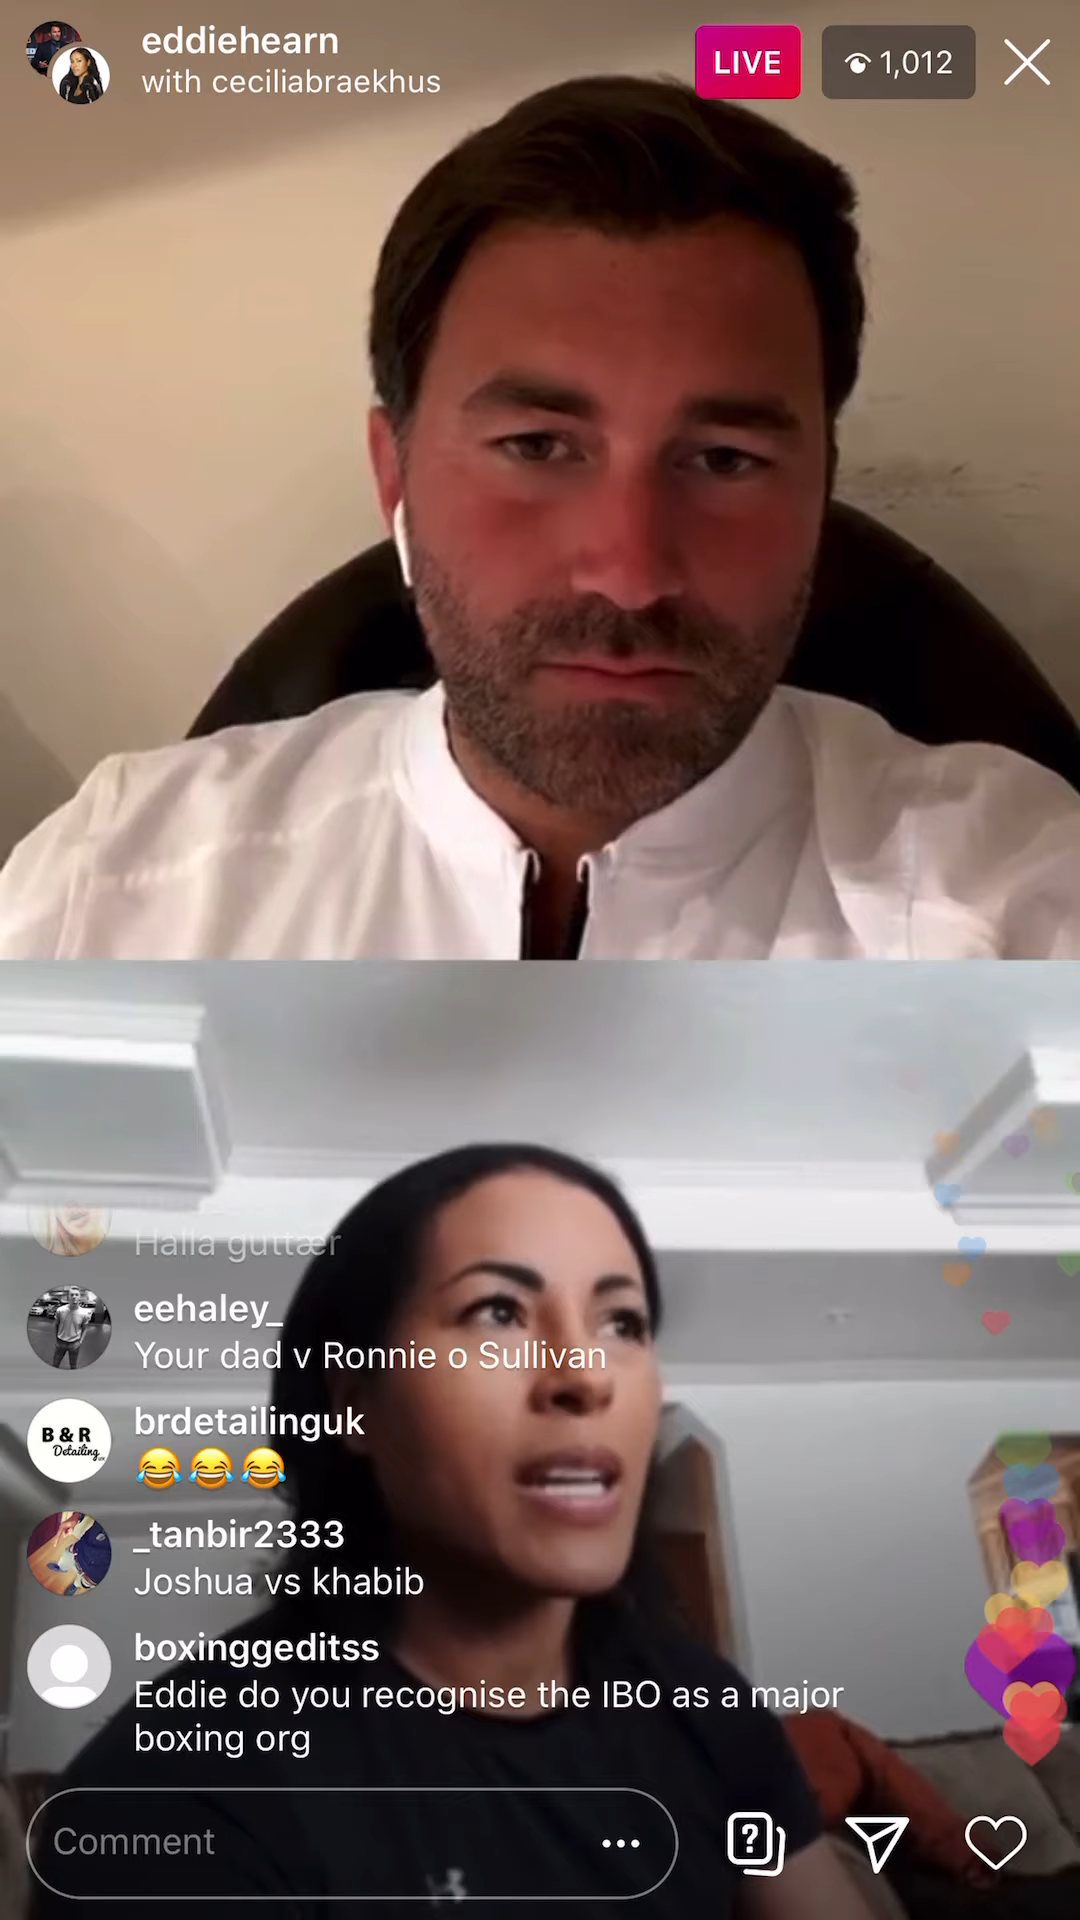 eddiehearn
with ceciliabraekhus
LIVE
1,012
Halla guttær
eehaley_
Your dad v Ronnie o Sullivan
B & R
Detailing
brdetailinguk
😂😂😂
_tanbir2333
Joshua vs khabib
boxinggeditss
Eddie do you recognise the IBO as a major
boxing org
Comment